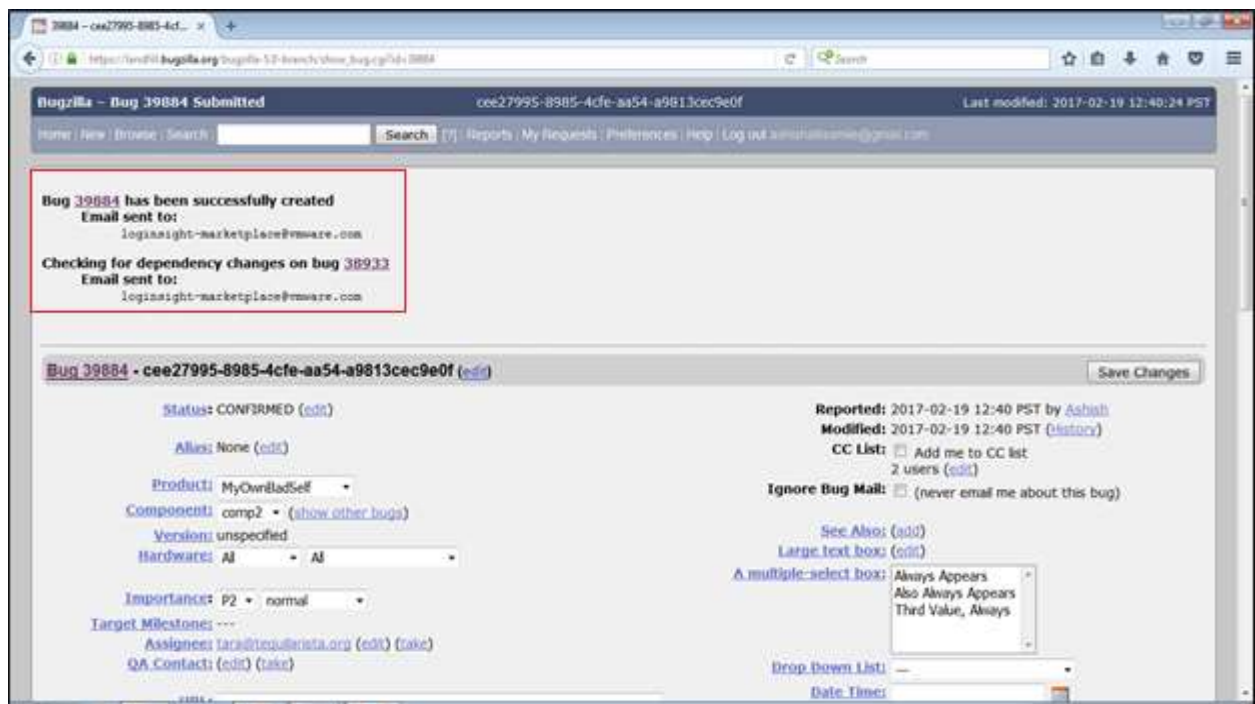 39884 – cee27995-8985-4cf...
https://landfill.bugzilla.org/bugzilla-5.0-branch/show_bug.cgi?id=39884
Search
Bugzilla – Bug 39884 Submitted
cee27995-8985-4cfe-aa54-a9813cec9e0f
Last modified: 2017-02-19 12:40:24 PST
Home | New | Browse | Search | Search [?] | Reports | My Requests | Preferences | Help | Log out
Bug 39884 has been successfully created
Email sent to:
loginsight-marketplace@vmware.com
Checking for dependency changes on bug 38933
Email sent to:
loginsight-marketplace@vmware.com
Bug 39884 - cee27995-8985-4cfe-aa54-a9813cec9e0f (edit)
Save Changes
Status: CONFIRMED (edit)
Alias: None (edit)
Product: MyOwnBadSelf
Component: comp2 (show other bugs)
Version: unspecified
Hardware: All All
Importance: P2 normal
Target Milestone: ---
Assignee: tara@tequilarista.org (edit) (take)
QA Contact: (edit) (take)
URL:
Reported: 2017-02-19 12:40 PST by Ashish
Modified: 2017-02-19 12:40 PST (History)
CC List: Add me to CC list
2 users (edit)
Ignore Bug Mail: (never email me about this bug)
See Also: (add)
Large text box: (edit)
A multiple-select box: Always Appears
Also Always Appears
Third Value, Always
Drop Down List: ---
Date Time: